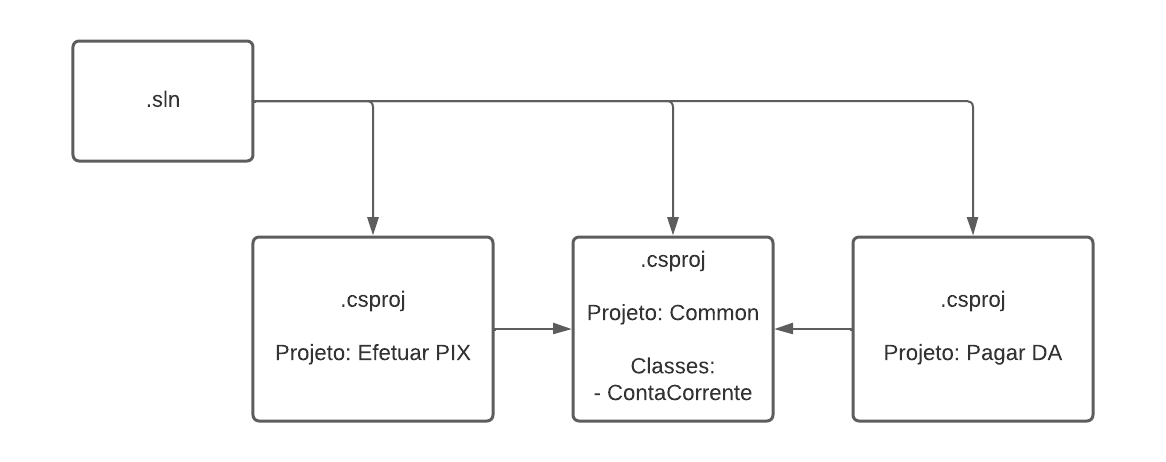 .sln
.csproj
Projeto: Efetuar PIX
.csproj
Projeto: Common
Classes:
- ContaCorrente
.csproj
Projeto: Pagar DA